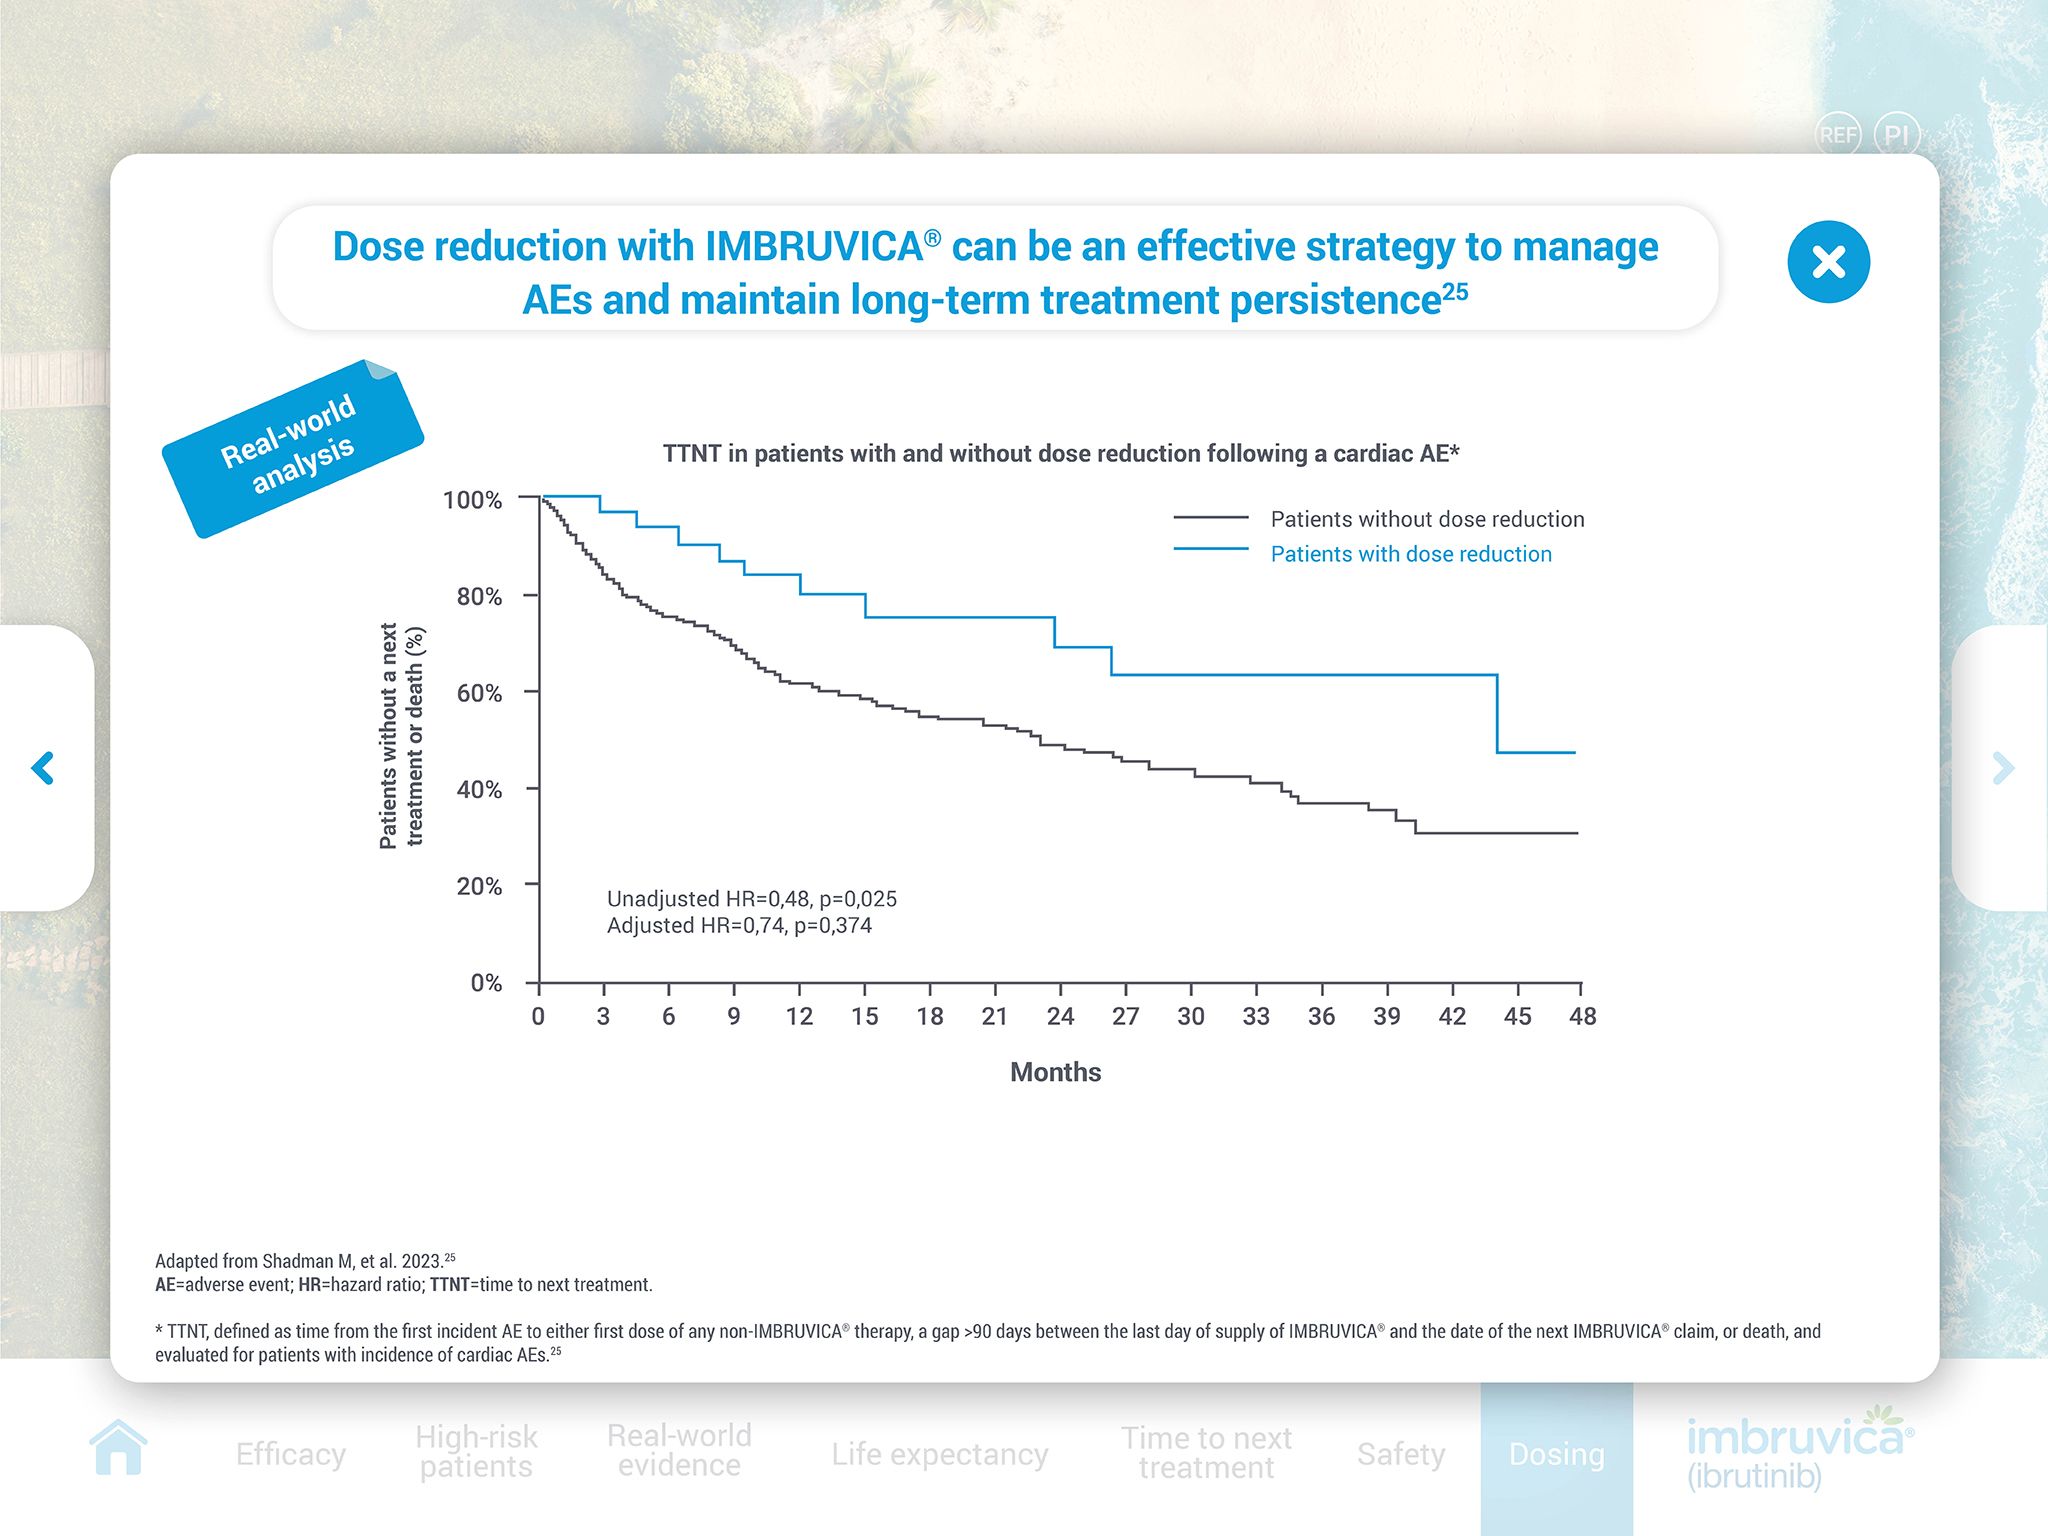 REF PI
Dose reduction with IMBRUVICA® can be an effective strategy to manage
AEs and maintain long-term treatment persistence25
Real-world
analysis
TTNT in patients with and without dose reduction following a cardiac AE*
Patients without dose reduction
Patients with dose reduction
Patients without a next
treatment or death (%)
100%
80%
60%
40%
20%
0%
Unadjusted HR=0,48, p=0,025
Adjusted HR=0,74, p=0,374
0 3 6 9 12 15 18 21 24 27 30 33 36 39 42 45 48
Months
Adapted from Shadman M, et al. 2023.25
AE=adverse event; HR=hazard ratio; TTNT=time to next treatment.
* TTNT, defined as time from the first incident AE to either first dose of any non-IMBRUVICA® therapy, a gap >90 days between the last day of supply of IMBRUVICA® and the date of the next IMBRUVICA® claim, or death, and
evaluated for patients with incidence of cardiac AEs.25
Efficacy
High-risk
patients
Real-world
evidence
Life expectancy
Time to next
treatment
Safety
Dosing
imbruvica®
(ibrutinib)